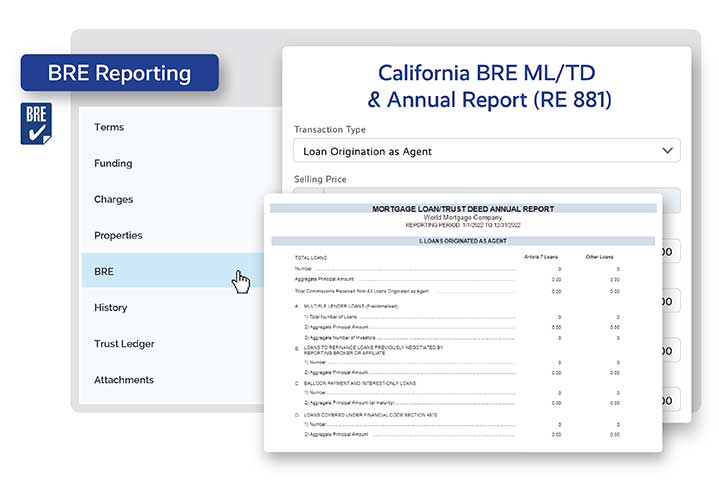 BRE Reporting
BRE
Terms
Funding
Charges
Properties
BRE
History
Trust Ledger
Attachments
California BRE ML/TD
& Annual Report (RE 881)
Transaction Type
Loan Origination as Agent
Selling Price
00
00
00
00
MORTGAGE LOAN/TRUST DEED ANNUAL REPORT
World Mortgage Company
REPORTING PERIOD: 1/1/2022 TO 12/31/2022
I. LOANS ORIGINATED AS AGENT
TOTAL LOANS Article 7 Loans Other Loans
Number 0 0
Aggregate Principal Amount 0.00 0.00
Total Commissions Received from All Loans Originated as Agent 0.00 0.00
A. MULTIPLE LENDER LOANS (Fractionalized)
1) Total Number of Loans 0 0
2) Aggregate Principal Amount 0.00 0.00
3) Aggregate Number of Investors 0 0
B. LOANS TO REFINANCE LOANS PREVIOUSLY NEGOTIATED BY
REPORTING BROKER OR AFFILIATE
1) Number 0 0
2) Aggregate Principal Amount 0.00 0.00
C. BALLOON PAYMENT AND INTEREST-ONLY LOANS
1) Number 0 0
2) Aggregate Principal Amount (at maturity) 0.00 0.00
D. LOANS COVERED UNDER FINANCIAL CODE SECTION 4970
1) Number 0 0
2) Aggregate Principal Amount 0.00 0.00